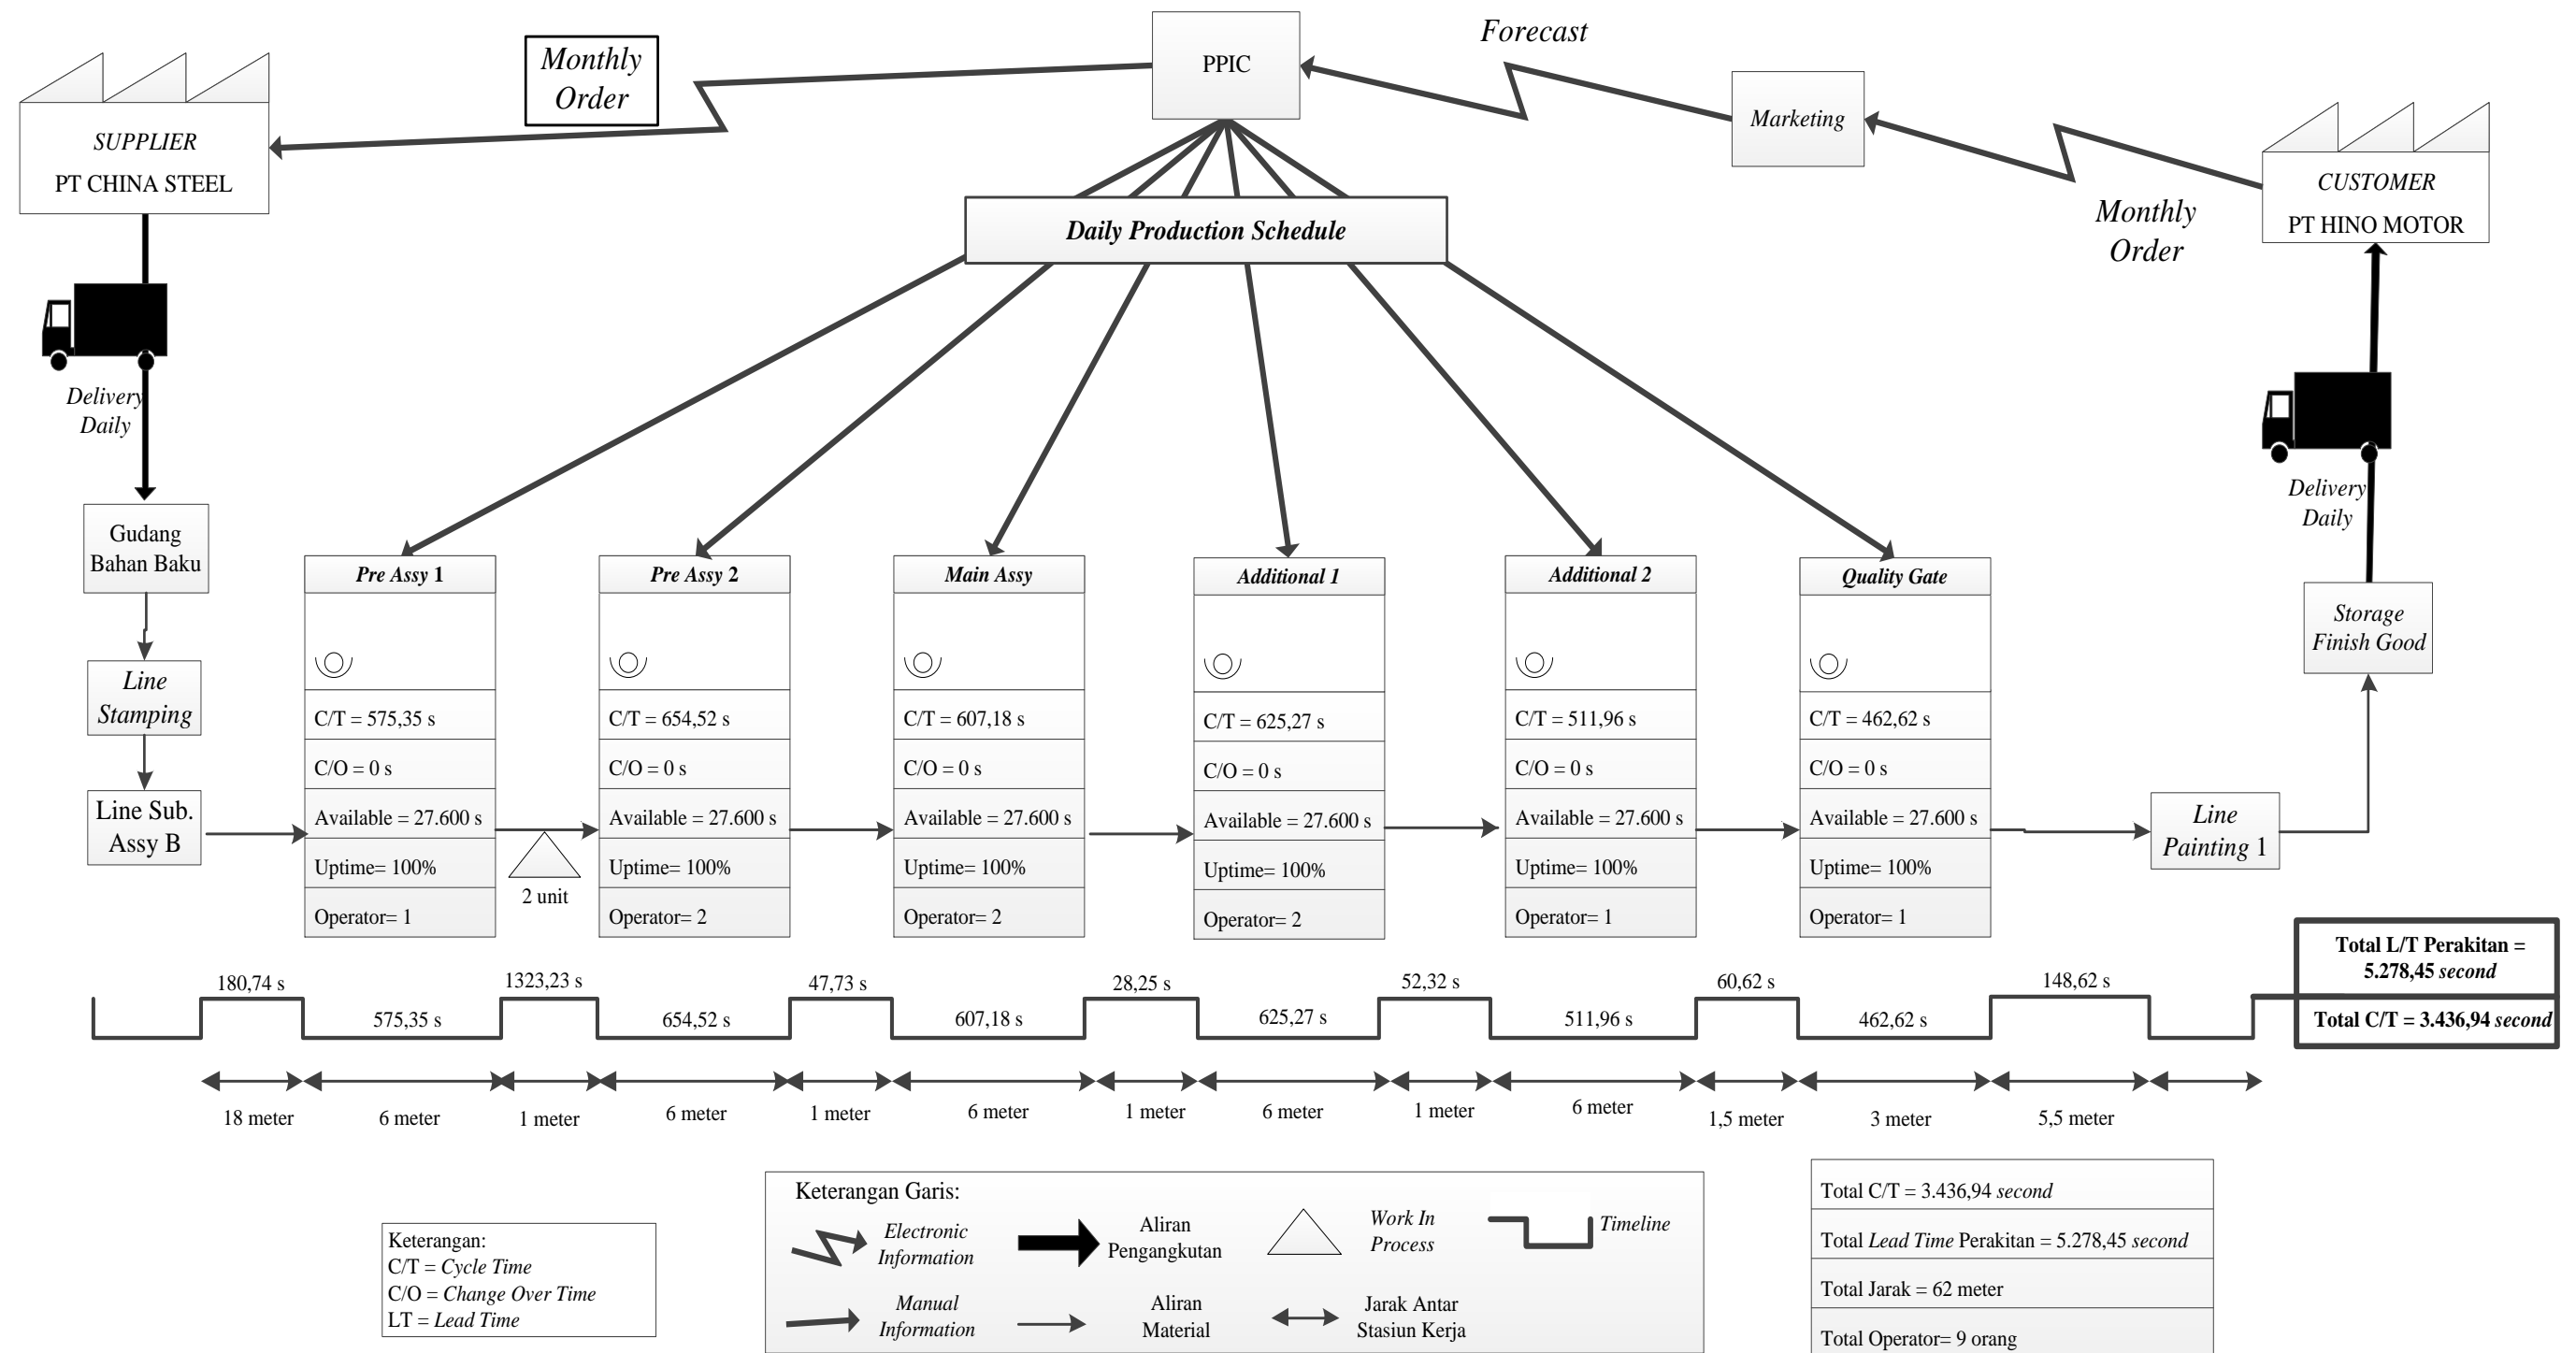 Monthly
Order
PPIC
Forecast
Marketing
SUPPLIER
PT CHINA STEEL
CUSTOMER
PT HINO MOTOR
Monthly
Order
Daily Production Schedule
Delivery
Daily
Delivery
Daily
Gudang
Bahan Baku
Line
Stamping
Line Sub.
Assy B
Pre Assy 1
C/T = 575,35 s
C/O = 0 s
Available = 27.600 s
Uptime= 100%
Operator= 1
2 unit
Pre Assy 2
C/T = 654,52 s
C/O = 0 s
Available = 27.600 s
Uptime= 100%
Operator= 2
Main Assy
C/T = 607,18 s
C/O = 0 s
Available = 27.600 s
Uptime= 100%
Operator= 2
Additional 1
C/T = 625,27 s
C/O = 0 s
Available = 27.600 s
Uptime= 100%
Operator= 2
Additional 2
C/T = 511,96 s
C/O = 0 s
Available = 27.600 s
Uptime= 100%
Operator= 1
Quality Gate
C/T = 462,62 s
C/O = 0 s
Available = 27.600 s
Uptime= 100%
Operator= 1
Line
Painting 1
Storage
Finish Good
180,74 s
575,35 s
1323,23 s
654,52 s
47,73 s
607,18 s
28,25 s
625,27 s
52,32 s
511,96 s
60,62 s
462,62 s
148,62 s
Total L/T Perakitan =
5.278,45 second
Total C/T = 3.436,94 second
18 meter
6 meter
1 meter
6 meter
1 meter
6 meter
1 meter
6 meter
1 meter
6 meter
1,5 meter
3 meter
5,5 meter
Keterangan:
C/T = Cycle Time
C/O = Change Over Time
LT = Lead Time
Keterangan Garis:
Electronic
Information
Aliran
Pengangkutan
Work In
Process
Timeline
Manual
Information
Aliran
Material
Jarak Antar
Stasiun Kerja
Total C/T = 3.436,94 second
Total Lead Time Perakitan = 5.278,45 second
Total Jarak = 62 meter
Total Operator= 9 orang